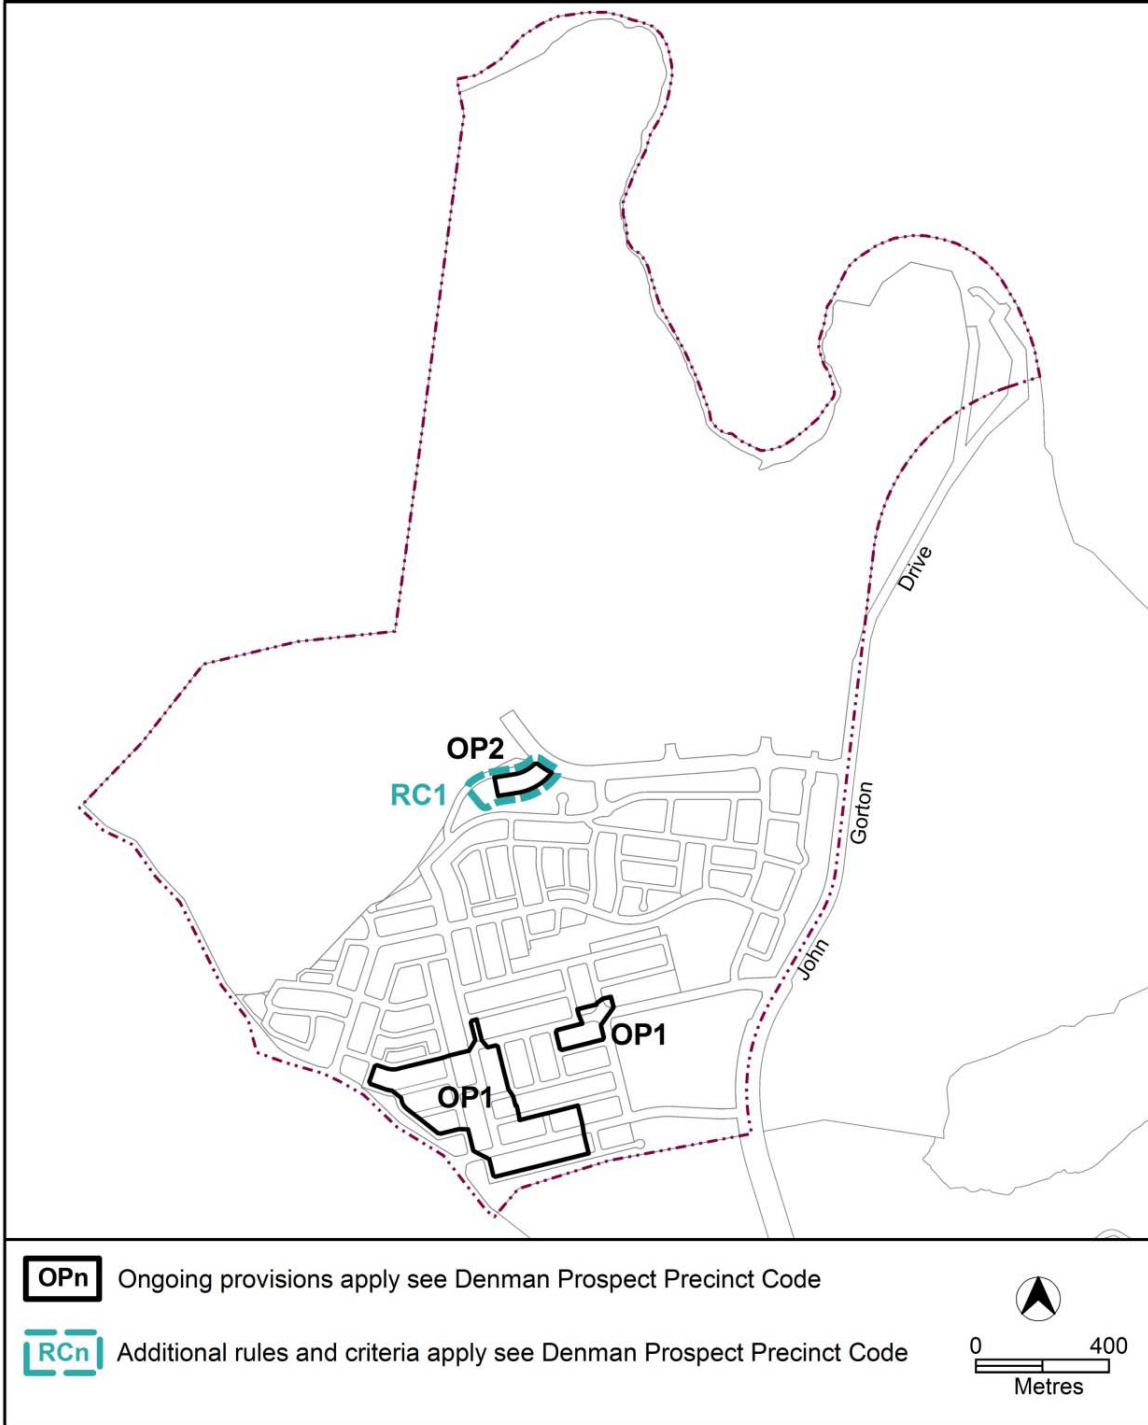 Drive
OP2
RC1
Gorton
John
OP1
OP1
OPn Ongoing provisions apply see Denman Prospect Precinct Code
RCn Additional rules and criteria apply see Denman Prospect Precinct Code
0 400
Metres